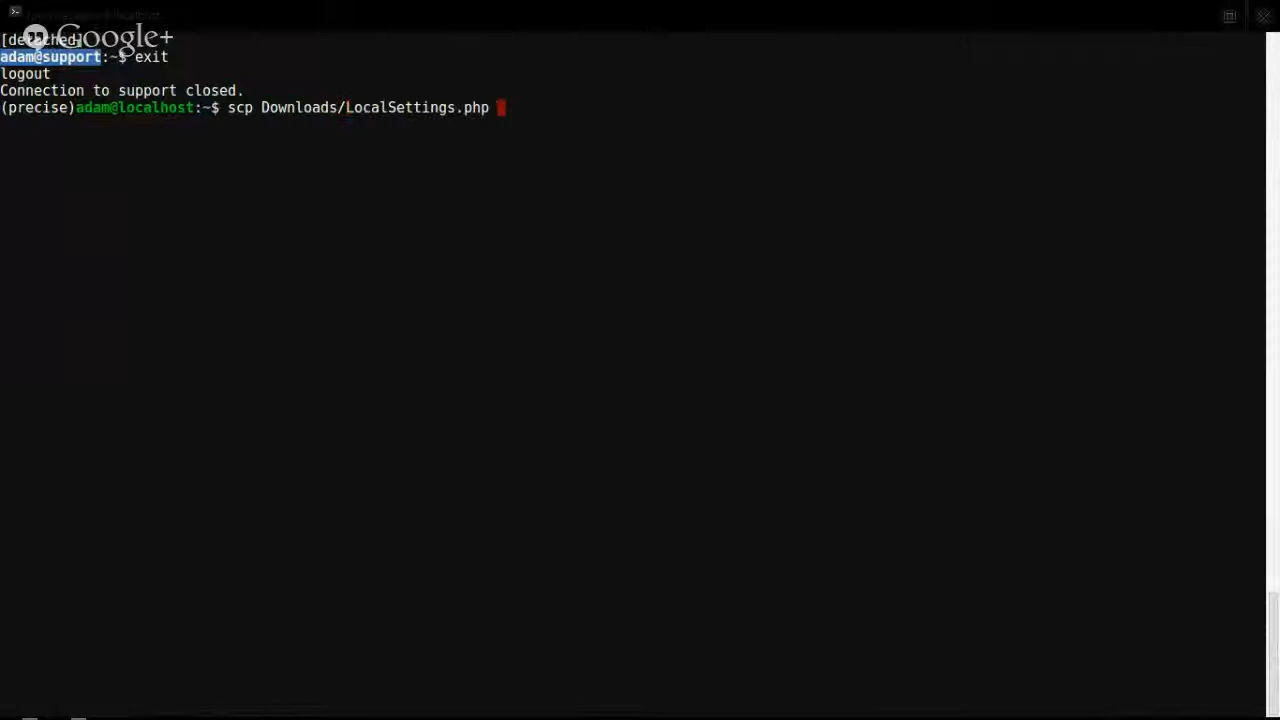 Google+
[detached]
adam@support:~$ exit
logout
Connection to support closed.
(precise)adam@localhost:~$ scp Downloads/LocalSettings.php